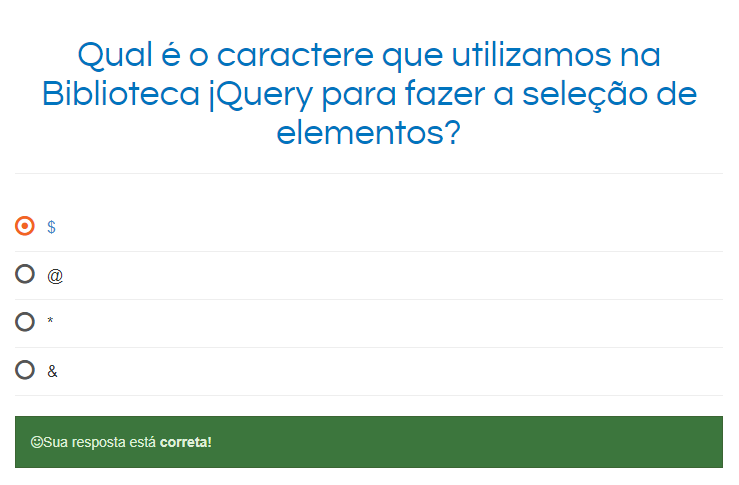 Qual é o caractere que utilizamos na
Biblioteca jQuery para fazer a seleção de
elementos?
$
@
*
&
Sua resposta está correta!